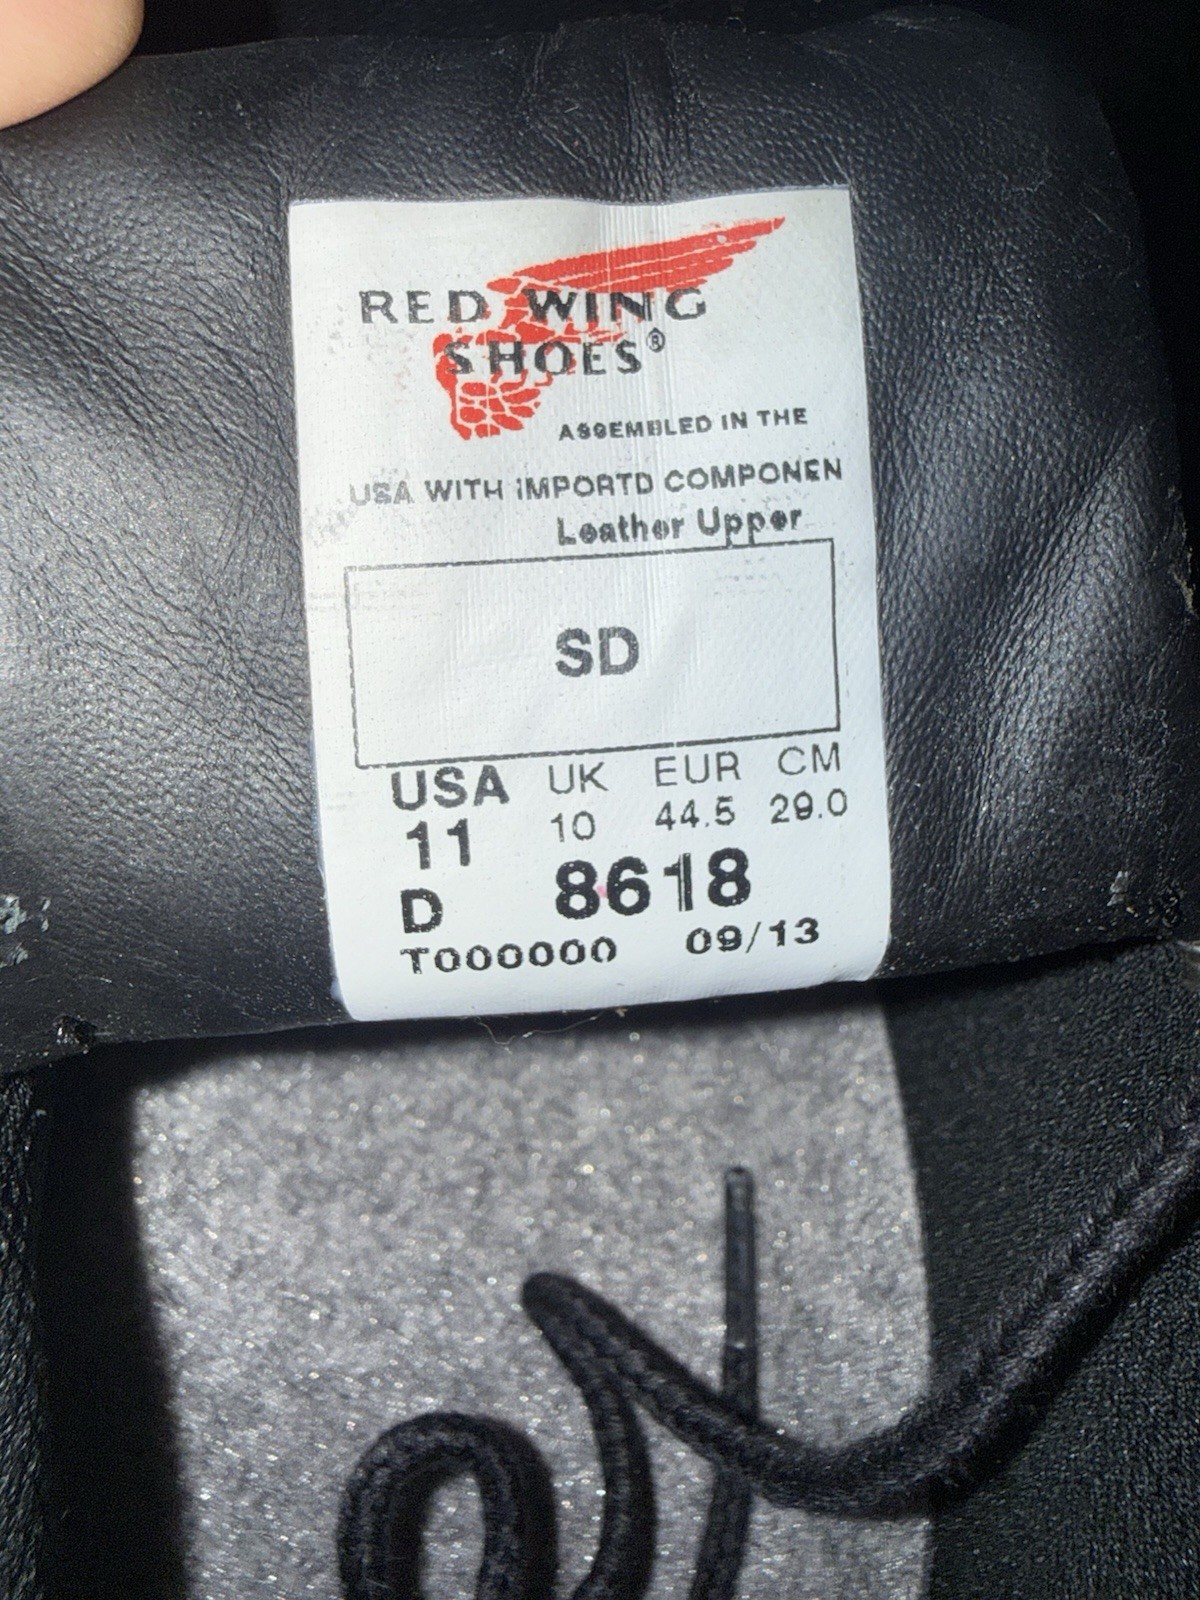 RED WING
SHOES®
ASSEMBLED IN THE
USA WITH IMPORTD COMPONEN
Leather Upper
SD
USA UK EUR CM
11 10 44.5 29.0
D 8618
T000000 09/13